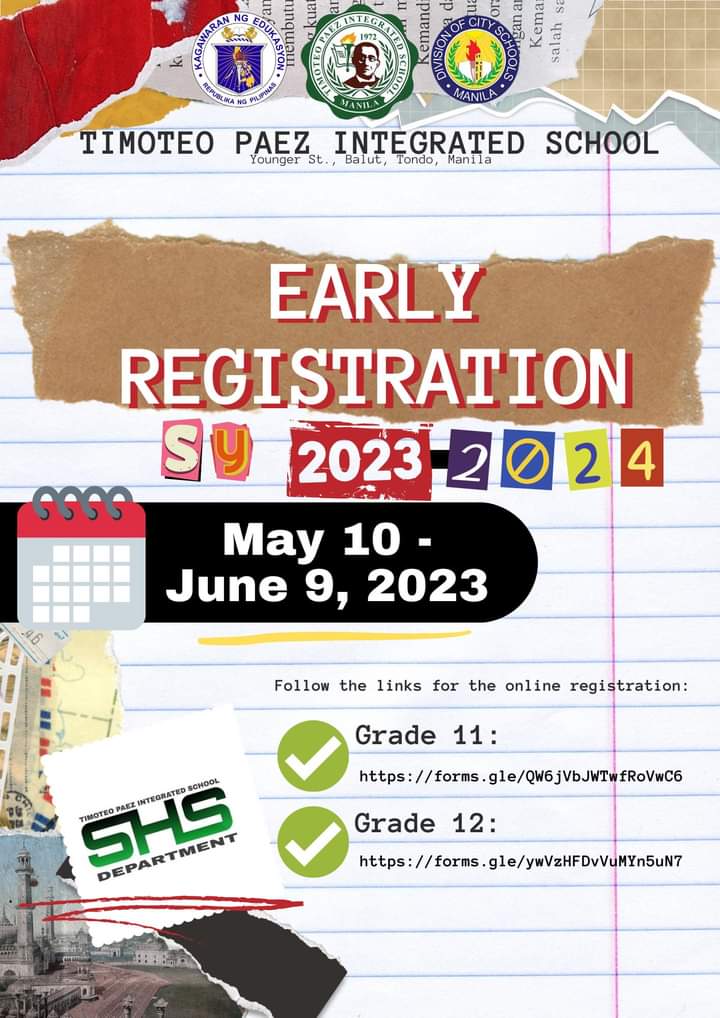 KAGAWARAN NG EDUKASYON
REPUBLIKA NG PILIPINAS
TIMOTEO PAEZ INTEGRATED SCHOOL
1972
MANILA
DIVISION OF CITY SCHOOLS
MANILA
TIMOTEO PAEZ INTEGRATED SCHOOL
Younger St., Balut, Tondo, Manila
EARLY
REGISTRATION
SY 2023-2024
May 10 -
June 9, 2023
Follow the links for the online registration:
Grade 11:
https://forms.gle/QW6jVbJWTwfRoVwC6
Grade 12:
https://forms.gle/ywVzHFDvVuMYn5uN7
TIMOTEO PAEZ INTEGRATED SCHOOL
SHS
DEPARTMENT